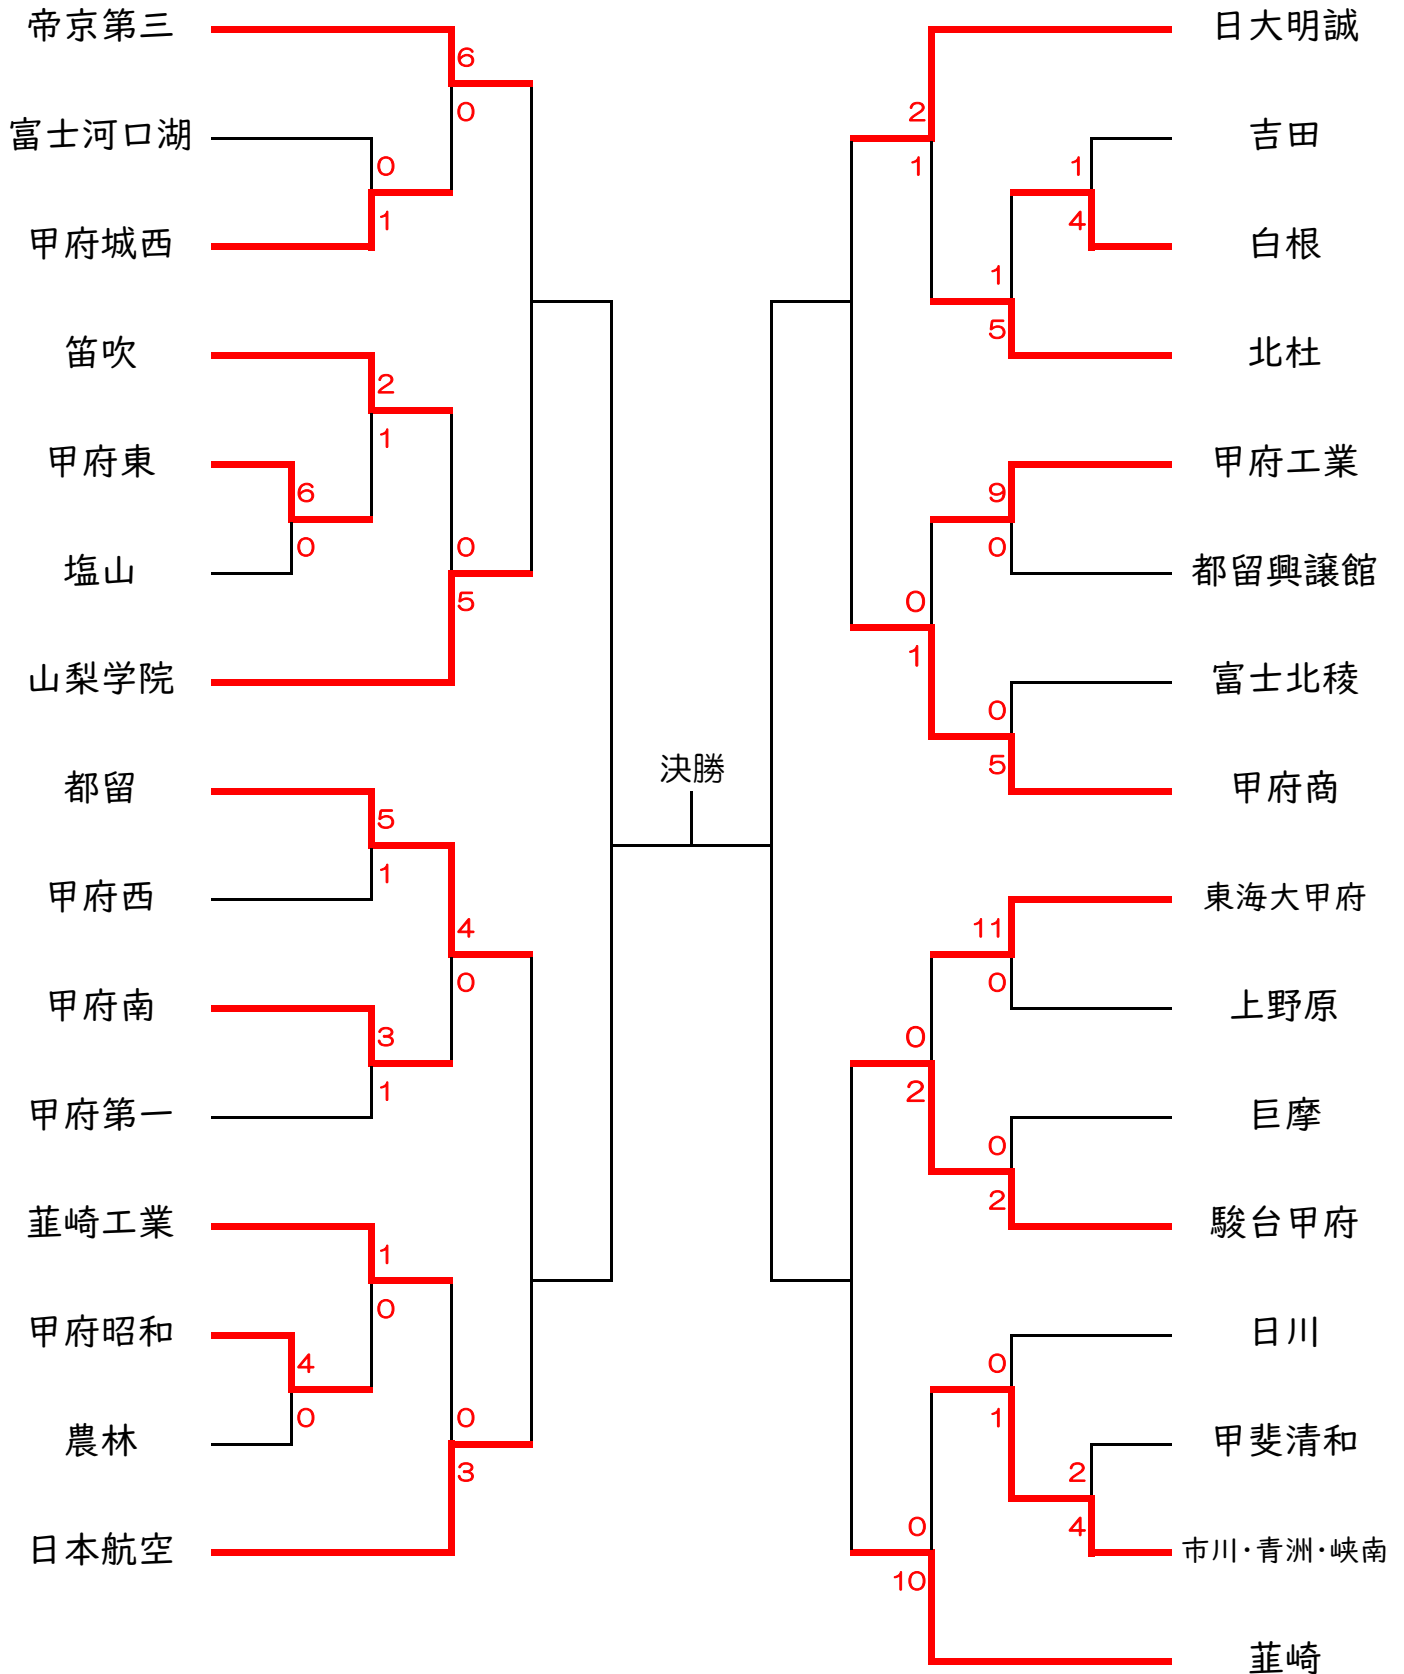 帝京第三
6
0
富士河口湖
0
1
甲府城西
笛吹
2
1
甲府東
6
0
塩山
0
5
山梨学院
都留
5
1
甲府西
4
0
甲府南
3
1
甲府第一
韮崎工業
1
0
甲府昭和
4
0
農林
0
3
日本航空
決勝
日大明誠
2
1
吉田
1
4
白根
1
5
北杜
甲府工業
9
0
都留興譲館
0
1
富士北稜
0
5
甲府商
東海大甲府
11
0
上野原
0
2
巨摩
0
2
駿台甲府
日川
0
1
甲斐清和
2
4
市川・青洲・峡南
0
10
韮崎